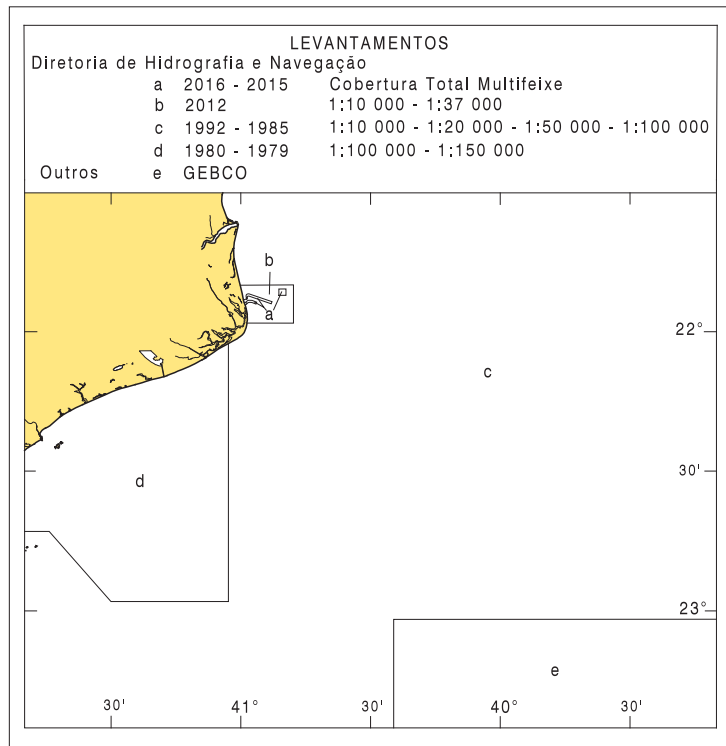 LEVANTAMENTOS
Diretoria de Hidrografia e Navegação
a 2016 - 2015 Cobertura Total Multifeixe
b 2012 1:10 000 - 1:37 000
c 1992 - 1985 1:10 000 - 1:20 000 - 1:50 000 - 1:100 000
d 1980 - 1979 1:100 000 - 1:150 000
Outros e GEBCO
b
a
22°
c
30'
d
23°
e
30' 41° 30' 40° 30'